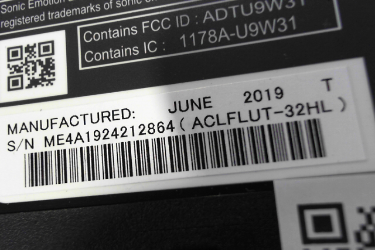 Sonic Emotion
registered trademarks of sonic
Contains FCC ID : ADTU9W31
Contains IC : 1178A-U9W31
MANUFACTURED: JUNE 2019 T
S/N ME4A1924212864 ( ACLFLUT-32HL )